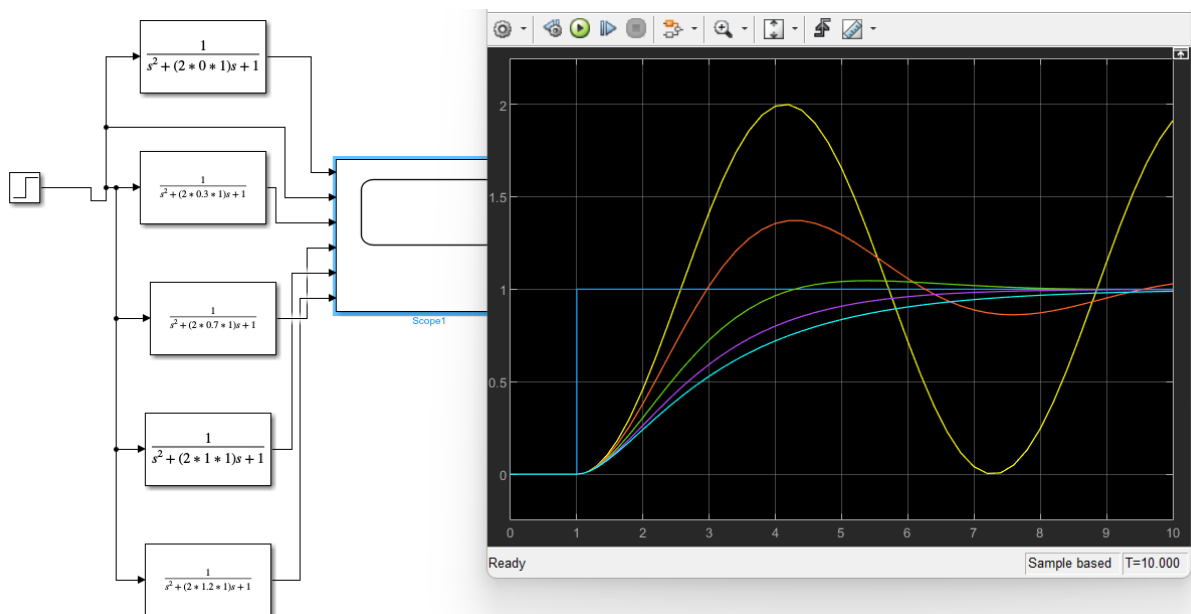 1
s² + (2 * 0 * 1)s + 1
1
s² + (2 * 0.3 * 1)s + 1
1
s² + (2 * 0.7 * 1)s + 1
1
s² + (2 * 1 * 1)s + 1
1
s² + (2 * 1.2 * 1)s + 1
Scope1
2
1.5
1
0.5
0
0 1 2 3 4 5 6 7 8 9 10
Ready Sample based T=10.000